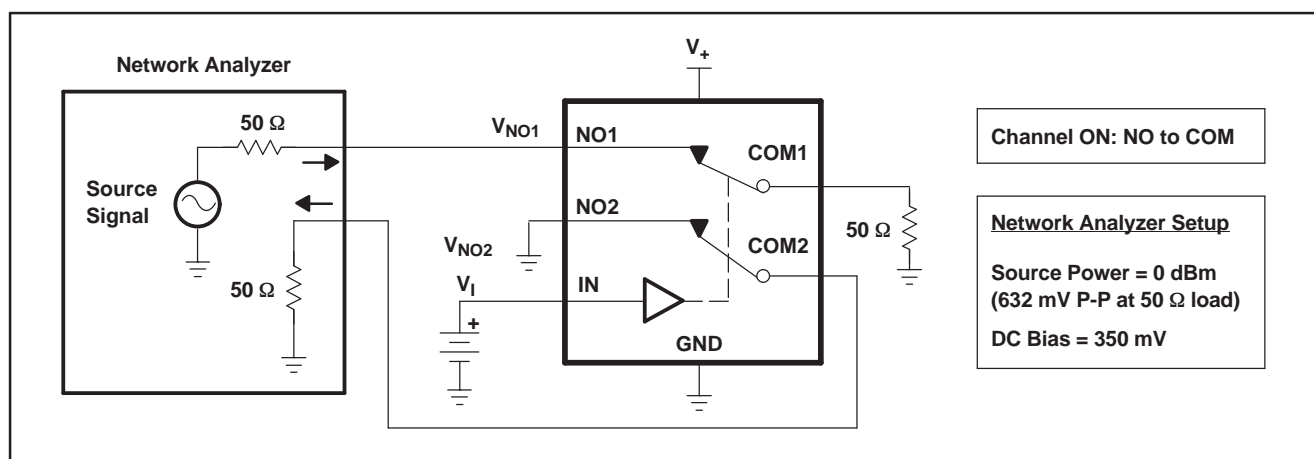 Network Analyzer
50 Ω
Source
Signal
50 Ω
V+
VNO1
NO1
COM1
50 Ω
NO2
VNO2
COM2
VI
IN
+
GND
Channel ON: NO to COM
Network Analyzer Setup
Source Power = 0 dBm
(632 mV P-P at 50 Ω load)
DC Bias = 350 mV